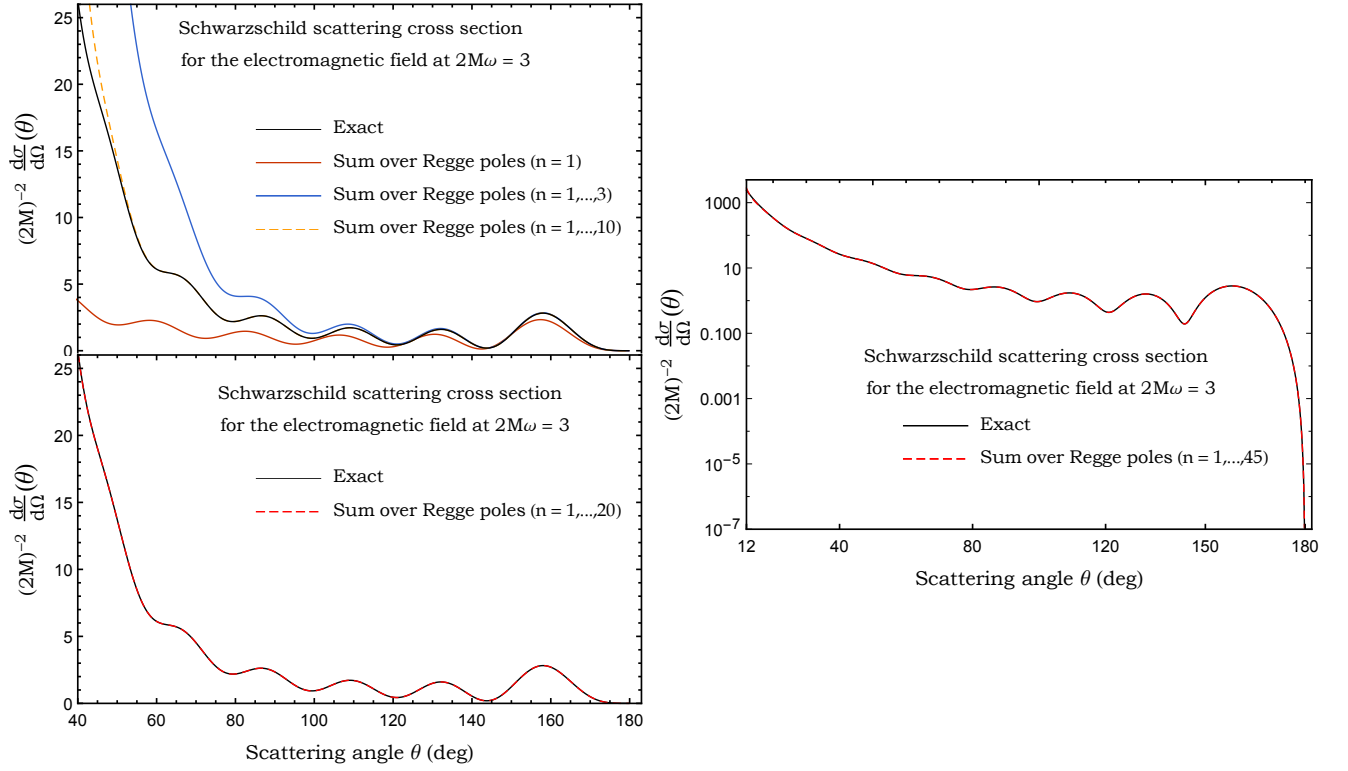 25
20
15
10
5
0
(2M)⁻² dσ/dΩ(θ)
Schwarzschild scattering cross section
for the electromagnetic field at 2Mω = 3
Exact
Sum over Regge poles (n = 1)
Sum over Regge poles (n = 1,...,3)
Sum over Regge poles (n = 1,...,10)
25
20
15
10
5
0
(2M)⁻² dσ/dΩ(θ)
Schwarzschild scattering cross section
for the electromagnetic field at 2Mω = 3
Exact
Sum over Regge poles (n = 1,...,20)
40 60 80 100 120 140 160 180
Scattering angle θ (deg)
1000
10
0.100
0.001
10⁻⁵
10⁻⁷
(2M)⁻² dσ/dΩ(θ)
Schwarzschild scattering cross section
for the electromagnetic field at 2Mω = 3
Exact
Sum over Regge poles (n = 1,...,45)
12 40 80 120 150 180
Scattering angle θ (deg)